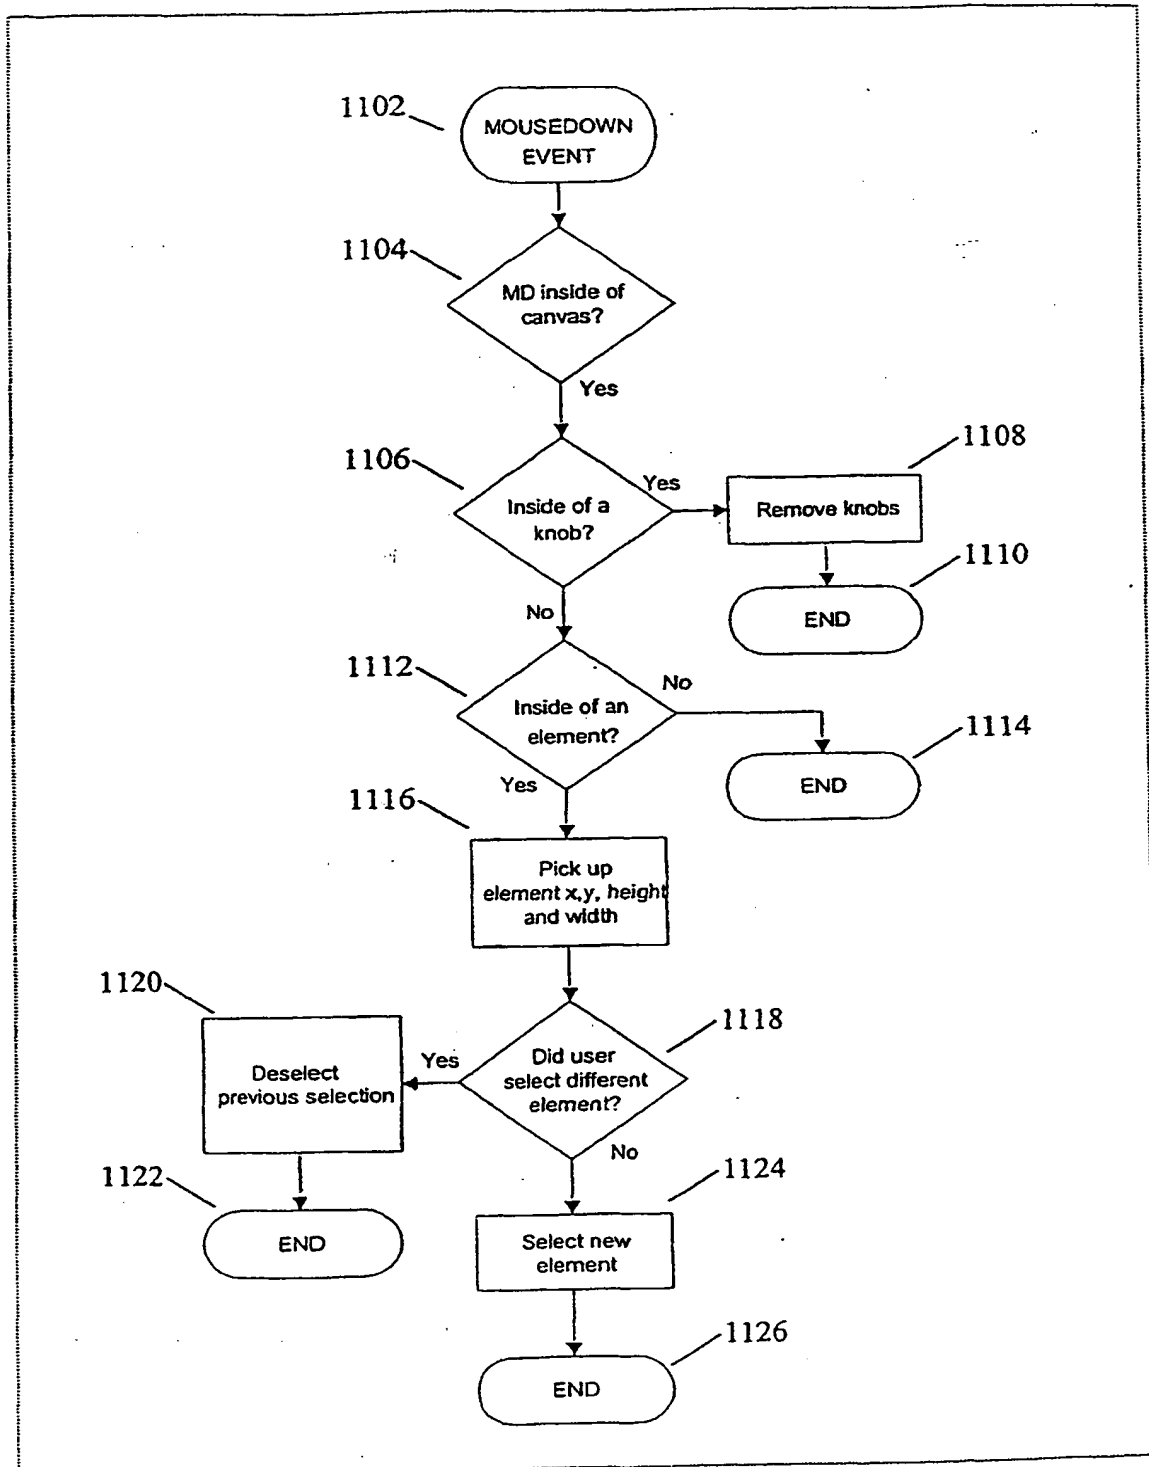 1102
MOUSEDOWN
EVENT
1104
MD inside of
canvas?
Yes
1106
Inside of a
knob?
Yes
1108
Remove knobs
1110
END
No
1112
Inside of an
element?
No
1114
END
Yes
1116
Pick up
element x,y, height
and width
1118
Did user
select different
element?
Yes
1120
Deselect
previous selection
1122
END
No
1124
Select new
element
1126
END